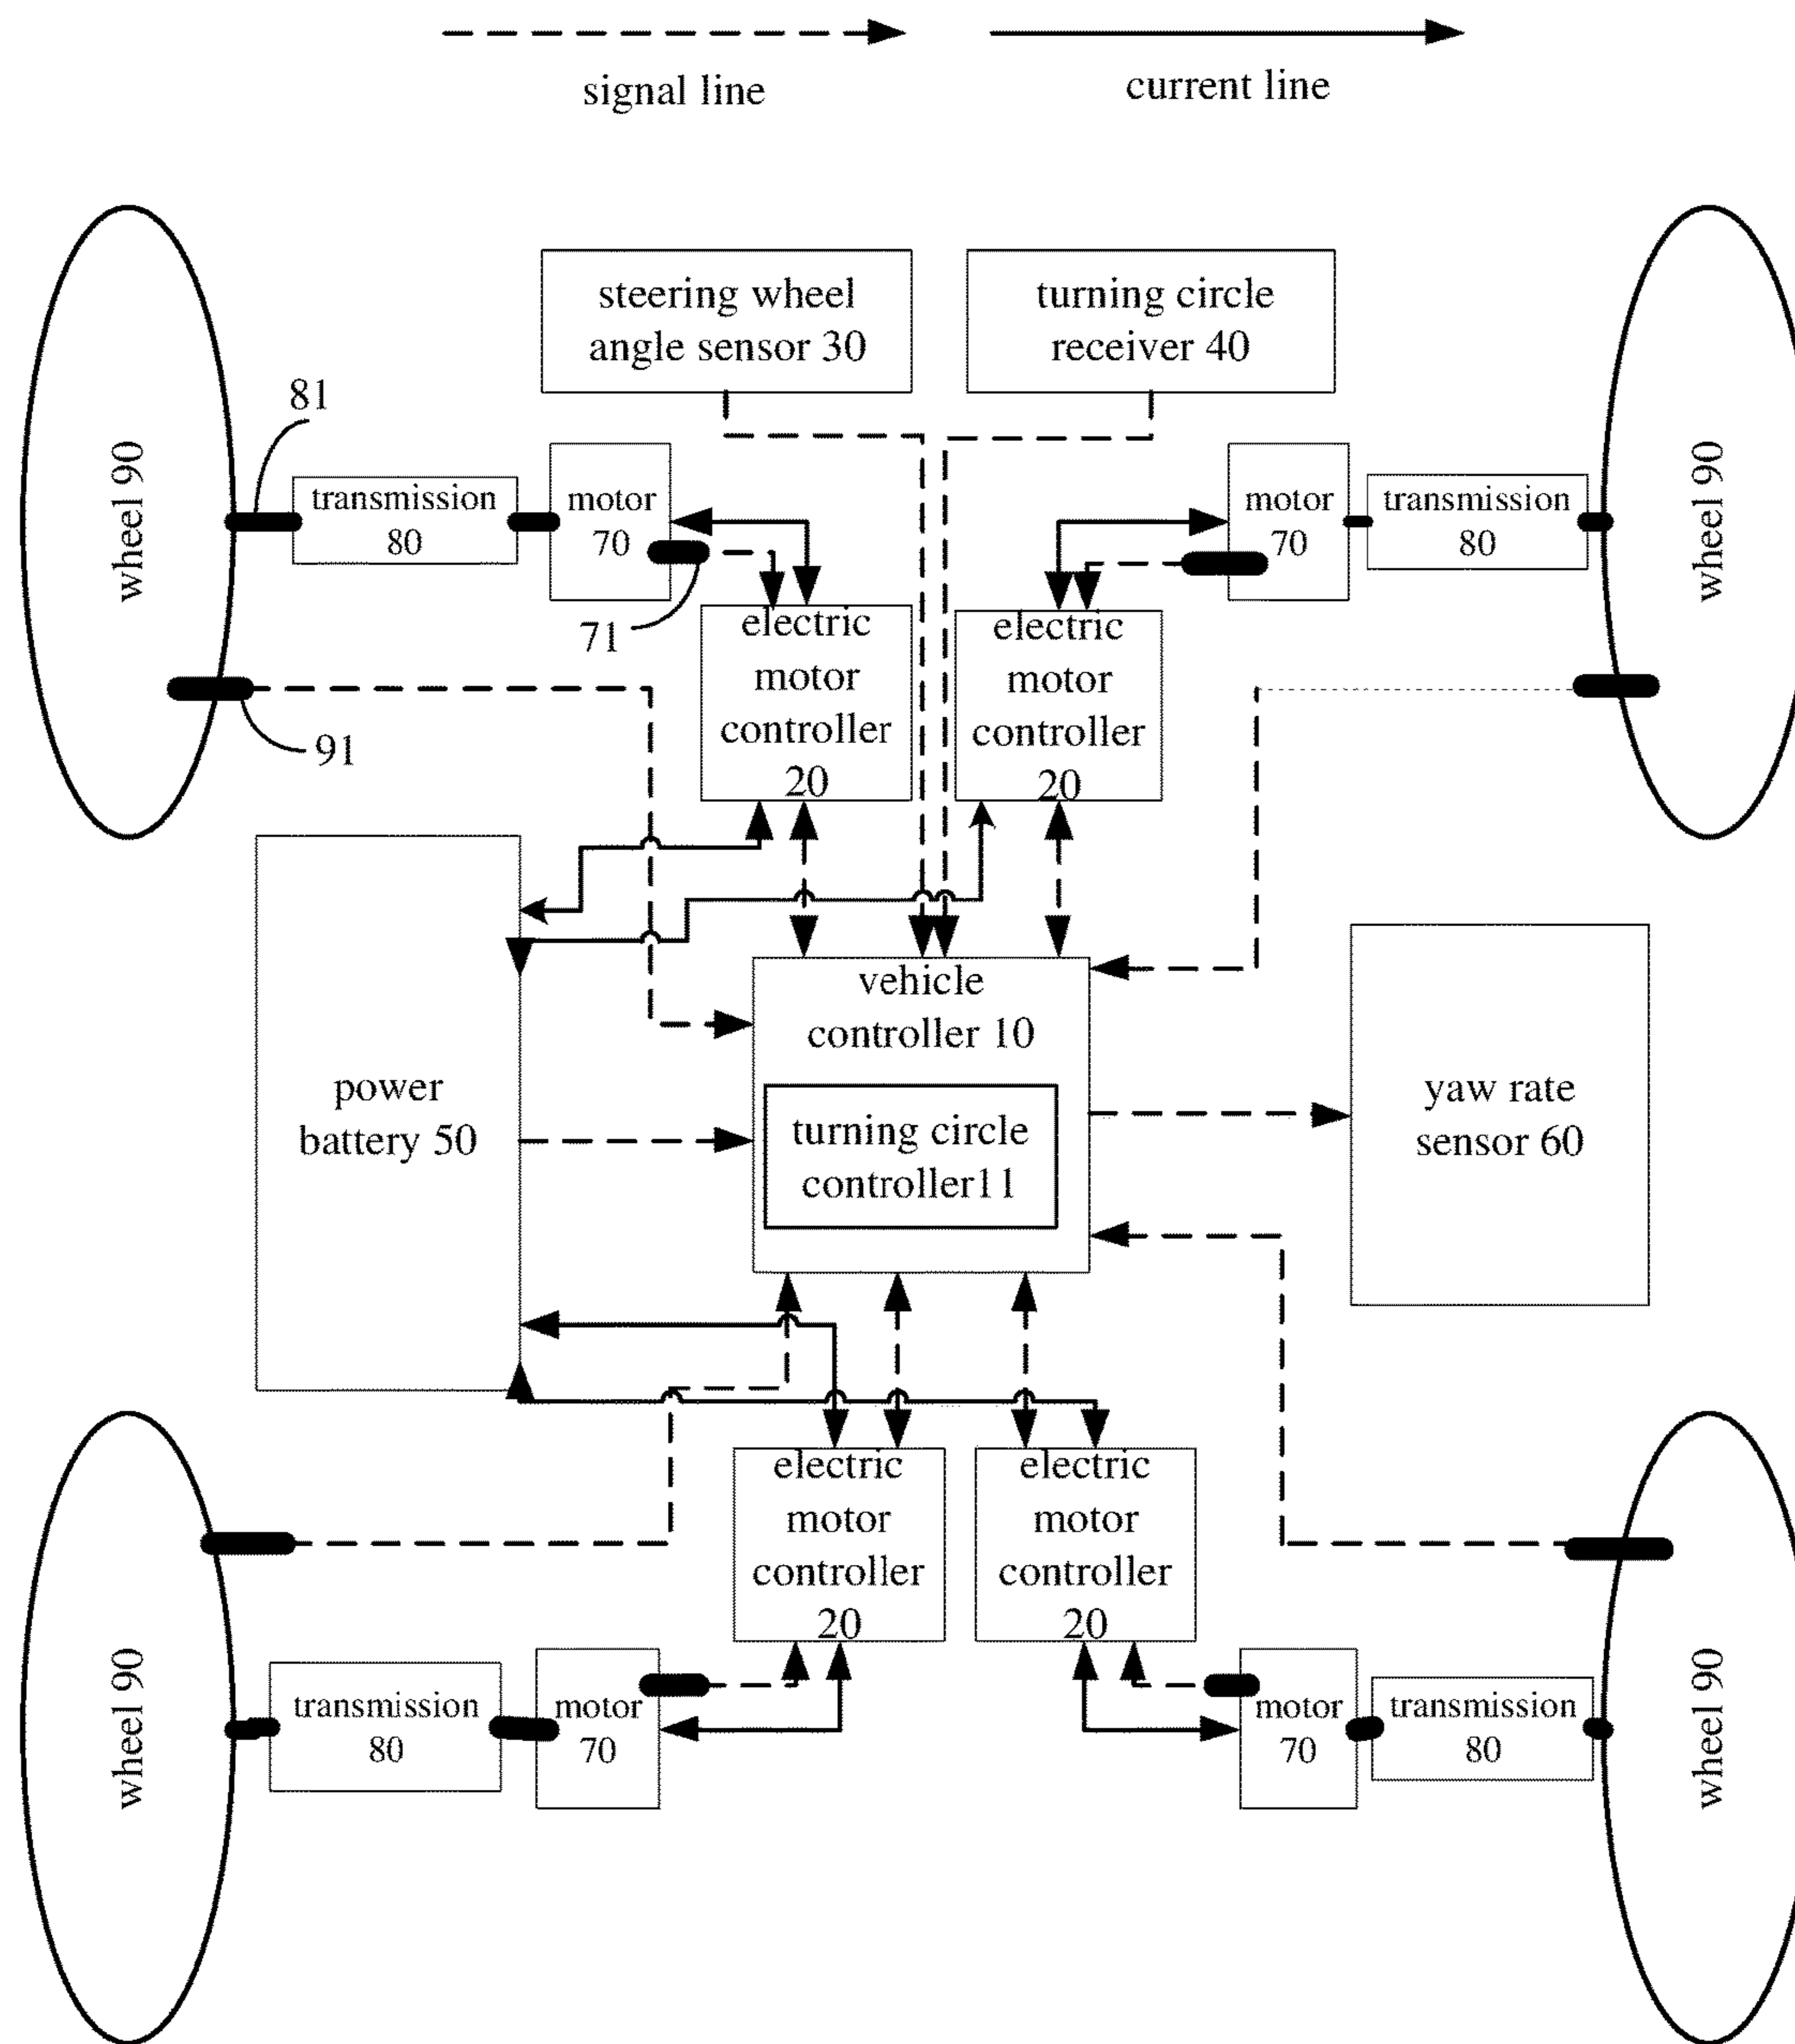 signal line
current line
steering wheel
angle sensor 30
turning circle
receiver 40
81
wheel 90
transmission
80
motor
70
motor
70
transmission
80
wheel 90
71
electric
motor
controller
20
electric
motor
controller
20
91
vehicle
controller 10
power
battery 50
turning circle
controller11
yaw rate
sensor 60
electric
motor
controller
20
electric
motor
controller
20
wheel 90
transmission
80
motor
70
motor
70
transmission
80
wheel 90